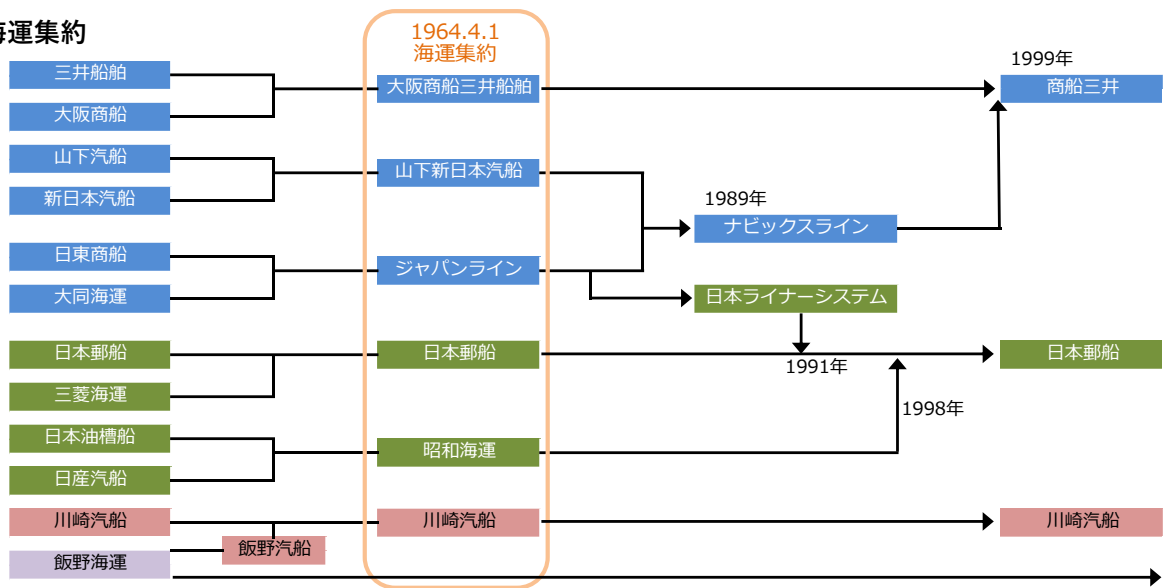 海運集約
1964.4.1
海運集約
1999年
三井船舶
大阪商船三井船舶
商船三井
大阪商船
山下汽船
山下新日本汽船
新日本汽船
1989年
ナビックスライン
日東商船
ジャパンライン
大同海運
日本ライナーシステム
日本郵船
日本郵船
日本郵船
1991年
三菱海運
1998年
日本油槽船
昭和海運
日産汽船
川崎汽船
川崎汽船
川崎汽船
飯野汽船
飯野海運